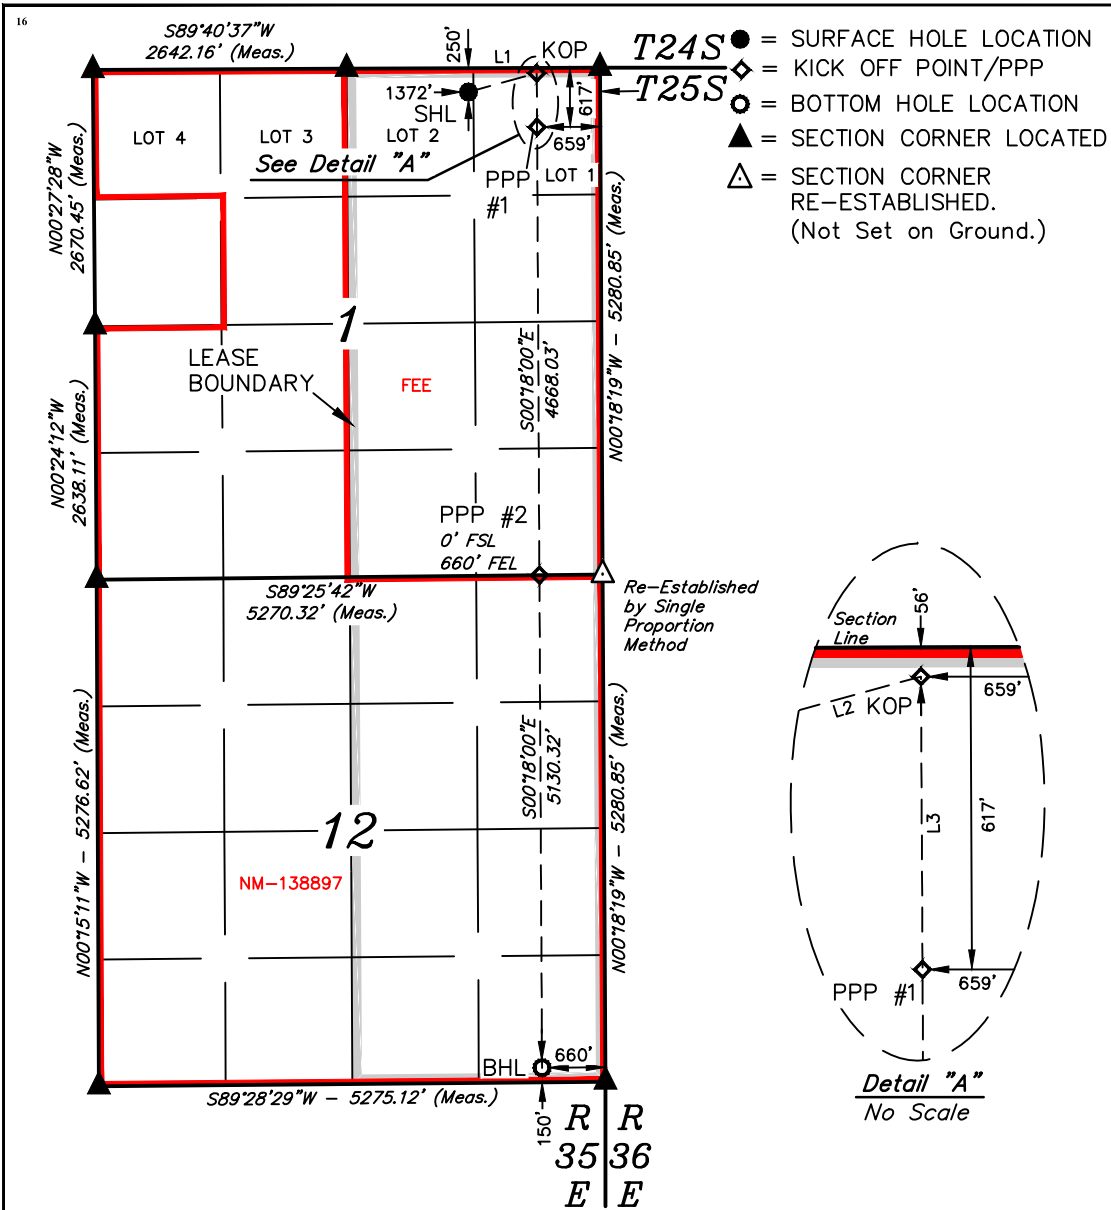 16
S89°40'37"W
2642.16' (Meas.)
250'
L1
KOP
T24S
T25S
= SURFACE HOLE LOCATION
= KICK OFF POINT/PPP
= BOTTOM HOLE LOCATION
= SECTION CORNER LOCATED
= SECTION CORNER
RE-ESTABLISHED.
(Not Set on Ground.)
1372'
SHL
617'
659'
LOT 4
LOT 3
LOT 2
LOT 1
See Detail "A"
PPP
#1
N00°27'28"W
2670.45' (Meas.)
N00°18'19"W - 5280.85' (Meas.)
1
LEASE
BOUNDARY
FEE
S00°18'00"E
4668.03'
N00°24'12"W
2638.11' (Meas.)
PPP #2
0' FSL
660' FEL
S89°25'42"W
5270.32' (Meas.)
Re-Established
by Single
Proportion
Method
N00°15'11"W - 5276.62' (Meas.)
S00°18'00"E
5130.32'
N00°18'19"W - 5280.85' (Meas.)
12
NM-138897
BHL
660'
S89°28'29"W - 5275.12' (Meas.)
150'
R R
35 36
E E
Section
Line
56'
659'
L2 KOP
L3
617'
PPP #1
659'
Detail "A"
No Scale